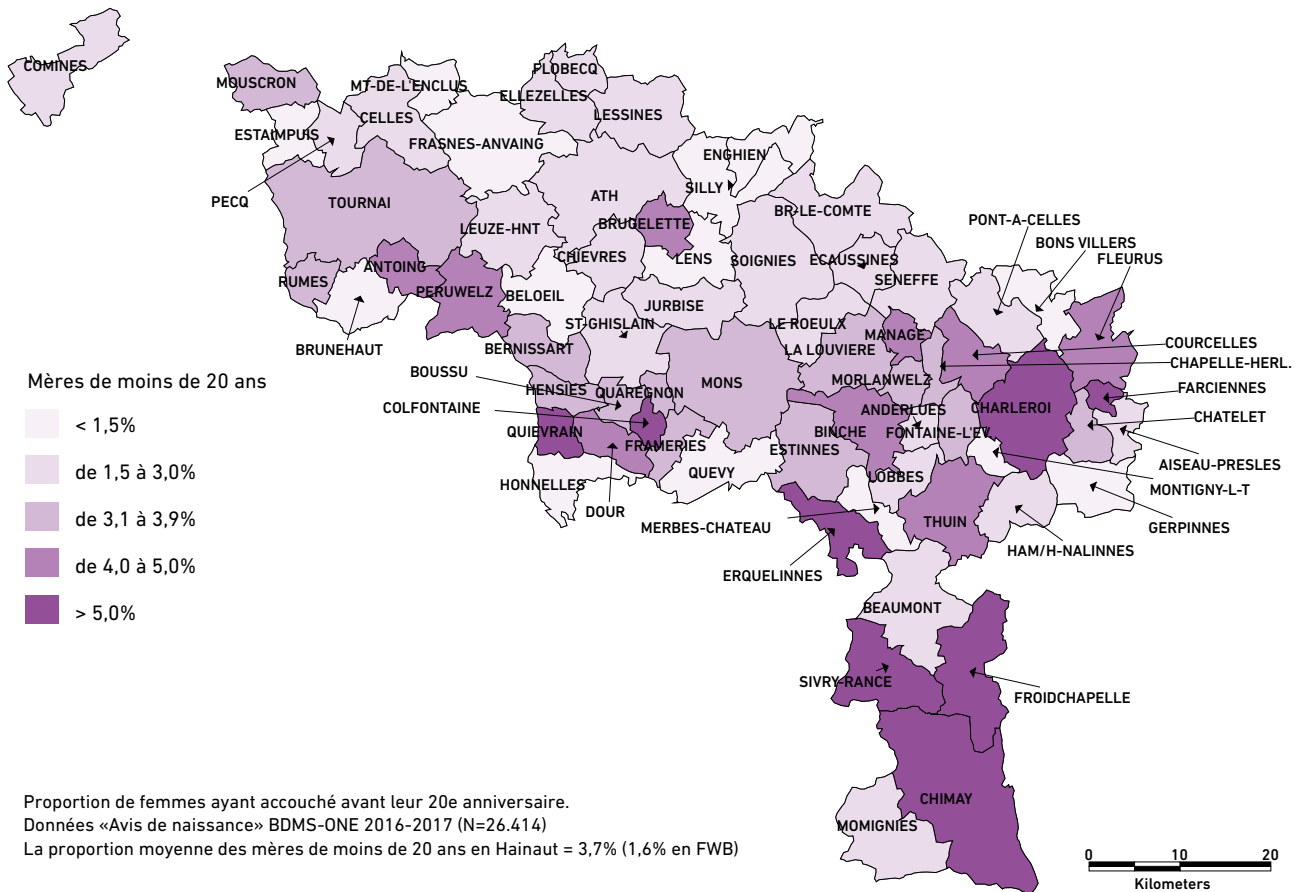 COMINES
MOUSCRON
MT-DE-L'ENCLUS
FLOBECQ
ELLEZELLES
ESTAIMPUIS
CELLES
LESSINES
FRASNES-ANVAING
ENGHIEN
SILLY
PECQ
TOURNAI
ATH
BRUGELETTE
BR-LE-COMTE
LEUZE-HNT
PONT-A-CELLES
BONS VILLERS
FLEURUS
CHIEVRES
LENS
SOIGNIES
ECAUSSINES
SENEFFE
ANTOING
RUMES
PERUWELZ
BELOEIL
JURBISE
ST-GHISLAIN
LE ROEULX
MANAGE
BRUNEHAUT
BERNISSART
LA LOUVIERE
COURCELLES
CHAPELLE-HERL.
BOUSSU
HENSIES
QUAREGNON
MONS
MORLANWELZ
FARCIENNES
COLFONTAINE
ANDERLUES
CHARLEROI
CHATELET
QUIEVRAIN
FRAMERIES
BINCHE
FONTAINE-L'EV.
ESTINNES
AISEAU-PRESLES
QUEVY
LOBBES
HONNELLES
MONTIGNY-L-T
DOUR
MERBES-CHATEAU
THUIN
GERPINNES
HAM/H-NALINNES
ERQUELINNES
BEAUMONT
SIVRY-RANCE
FROIDCHAPELLE
CHIMAY
MOMIGNIES
Mères de moins de 20 ans
< 1,5%
de 1,5 à 3,0%
de 3,1 à 3,9%
de 4,0 à 5,0%
> 5,0%
Proportion de femmes ayant accouché avant leur 20e anniversaire.
Données «Avis de naissance» BDMS-ONE 2016-2017 (N=26.414)
La proportion moyenne des mères de moins de 20 ans en Hainaut = 3,7% (1,6% en FWB)
0 10 20
Kilometers